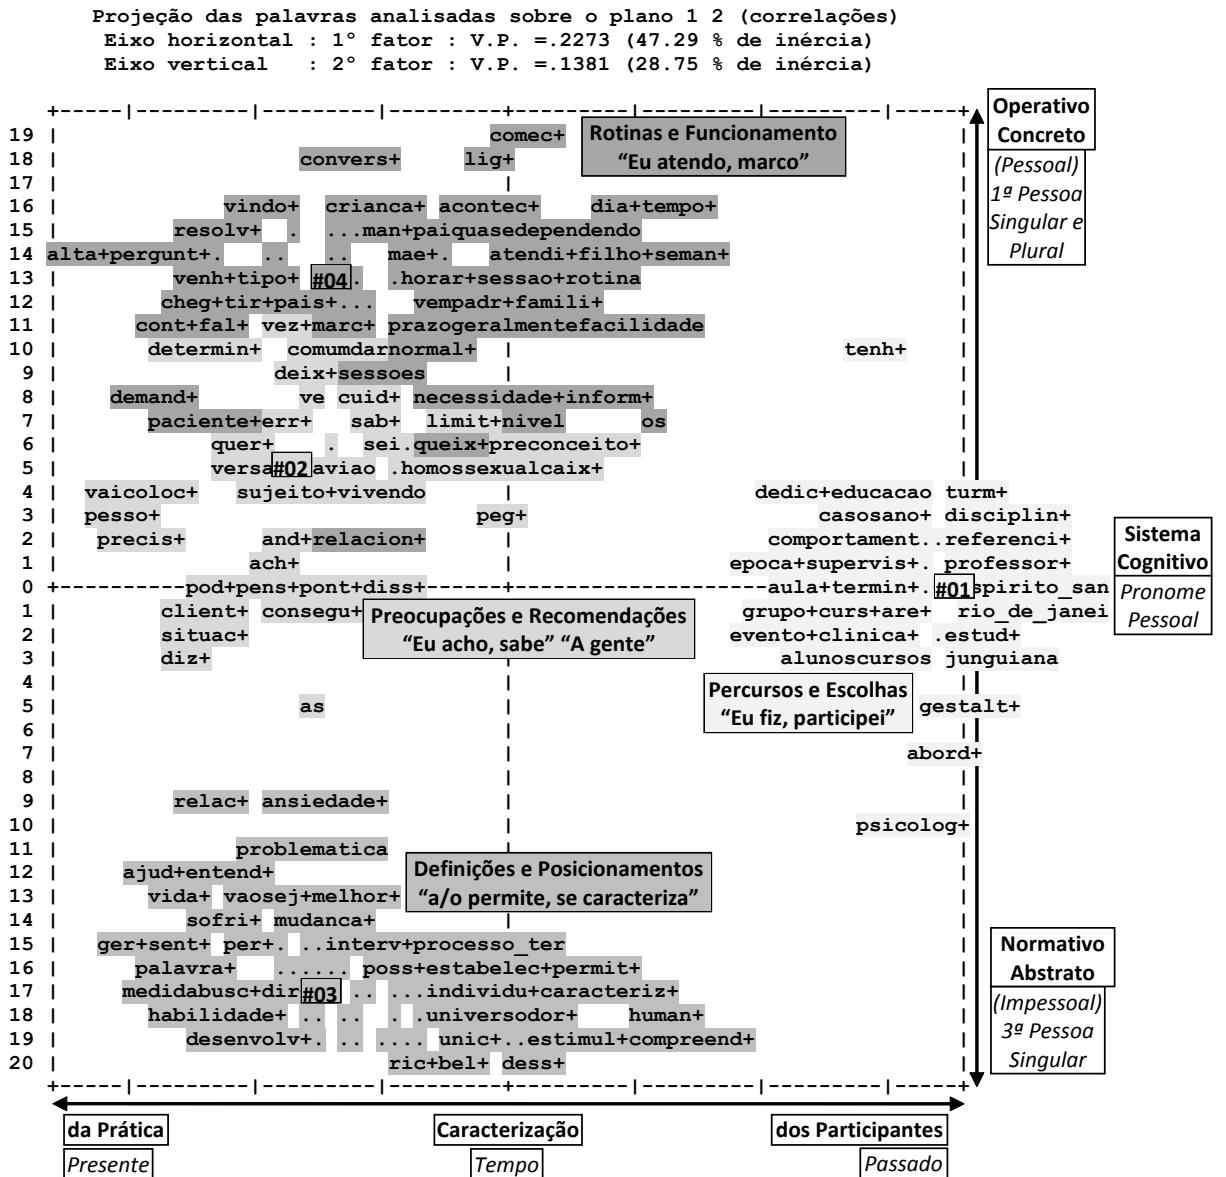 Projeção das palavras analisadas sobre o plano 1 2 (correlações)
Eixo horizontal : 1º fator : V.P. =.2273 (47.29 % de inércia)
Eixo vertical   : 2º fator : V.P. =.1381 (28.75 % de inércia)
+-----|---------|---------+---------|---------|---------|-----+
Operativo
Concreto
(Pessoal)
1ª Pessoa
Singular e
Plural
19 | comec+
Rotinas e Funcionamento
18 | convers+ lig+
"Eu atendo, marco"
17 |
16 | vindo+ crianca+ acontec+ dia+tempo+
15 | resolv+ . ...man+paiquasedependendo
14 alta+pergunt+. .. .. mae+. atendi+filho+seman+
13 | venh+tipo+ #04. .horar+sessao+rotina
12 | cheg+tir+pais+... vempadr+famili+
11 | cont+fal+ vez+marc+ prazogeralmentefacilidade
10 | determin+ comumdarnormal+ tenh+
9 | deix+sessoes
8 | demand+ ve cuid+ necessidade+inform+
7 | paciente+err+ sab+ limit+nivel os
6 | quer+ . sei.queix+preconceito+
5 | versa#02aviao .homossexualcaix+
4 | vaicoloc+ sujeito+vivendo dedic+educacao turm+
3 | pesso+ peg+ casosano+ disciplin+
2 | precis+ and+relacion+ comportament..referenci+
1 | ach+ epoca+supervis+. professor+
0 +----------pod+pens+pont+diss+------+--------------------aula+termin+.#01spirito_san
1 | client+ consegu+ grupo+curs+are+ rio_de_janei
Preocupações e Recomendações
2 | situac+ evento+clinica+ .estud+
"Eu acho, sabe" "A gente"
3 | diz+ alunoscursos junguiana
Sistema
Cognitivo
Pronome
Pessoal
4 |
Percursos e Escolhas
5 | as gestalt+
"Eu fiz, participei"
6 |
7 | abord+
8 |
9 | relac+ ansiedade+
10 | psicolog+
11 | problematica
12 | ajud+entend+
Definições e Posicionamentos
13 | vida+ vaosej+melhor+
"a/o permite, se caracteriza"
14 | sofri+ mudanca+
15 | ger+sent+ per+. ..interv+processo_ter
16 | palavra+ ...... poss+estabelec+permit+
17 | medidabusc+dir#03 .. ...individu+caracteriz+
18 | habilidade+ .. .. . .universodor+ human+
19 | desenvolv+. .. .... unic+..estimul+compreend+
20 | ric+bel+ dess+
Normativo
Abstrato
(Impessoal)
3ª Pessoa
Singular
+-----|---------|---------+---------|---------|---------|-----+
da Prática Caracterização dos Participantes
Presente Tempo Passado